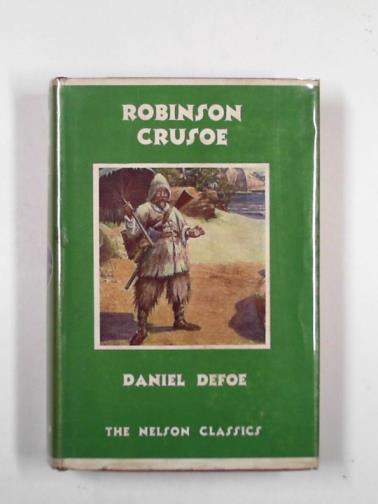 ROBINSON
CRUSOE
DANIEL DEFOE
THE NELSON CLASSICS